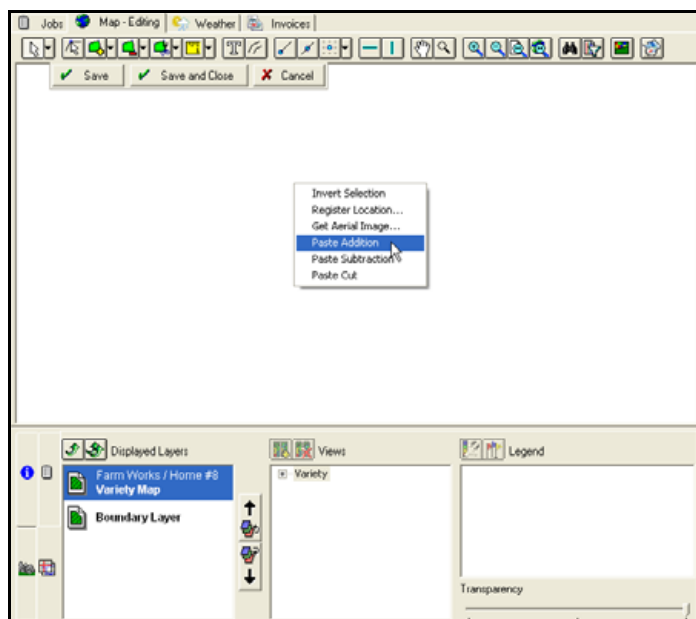 Jobs Map - Editing Weather Invoices
Save Save and Close Cancel
Invert Selection
Register Location...
Get Aerial Image...
Paste Addition
Paste Subtraction
Paste Cut
Displayed Layers Views Legend
Farm Works / Home #8
Variety Map
Boundary Layer
Variety
Transparency